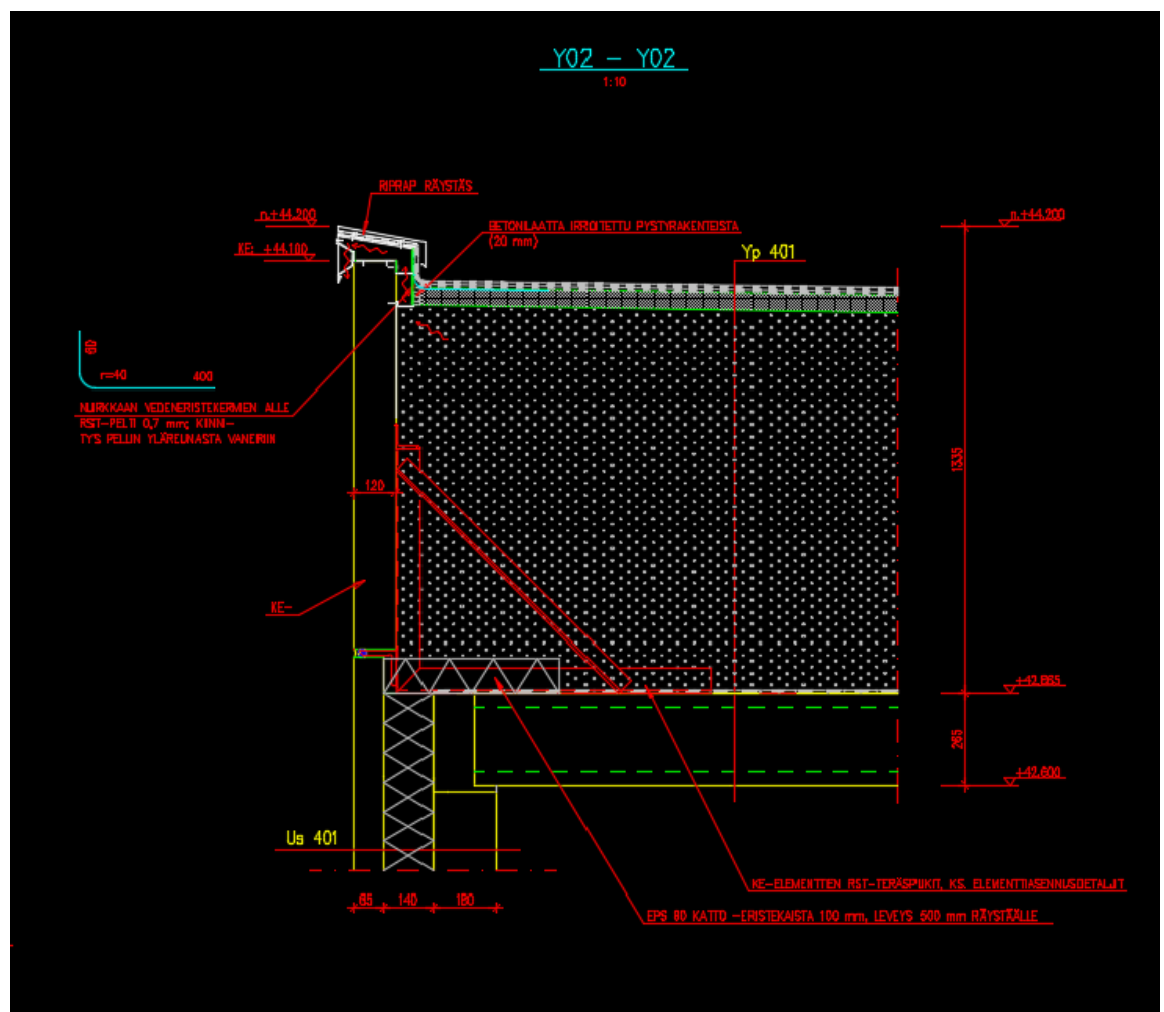 Y02 - Y02
1:10
RIPRAP RÄYSTÄS
n.+44.200
n.+44.200
BETONILAATTA IRROITETTU PYSTYRAKENTEISTA
(20 mm)
KE: +44.100
Yp 401
60
r=40
400
NURKKAAN VEDENERISTEKERMIEN ALLE
RST-PELTI 0,7 mm; KIINNI-
TYS PELLIN YLÄREUNASTA VANERIIN
1335
120
KE-
+42.865
265
+42.600
Us 401
KE-ELEMENTTIEN RST-TERÄSPUKIT, KS. ELEMENTTIASENNUSDETALJIT
65
140
180
EPS 60 KATTO -ERISTEKAISTA 100 mm, LEVEYS 500 mm RÄYSTÄÄLLE